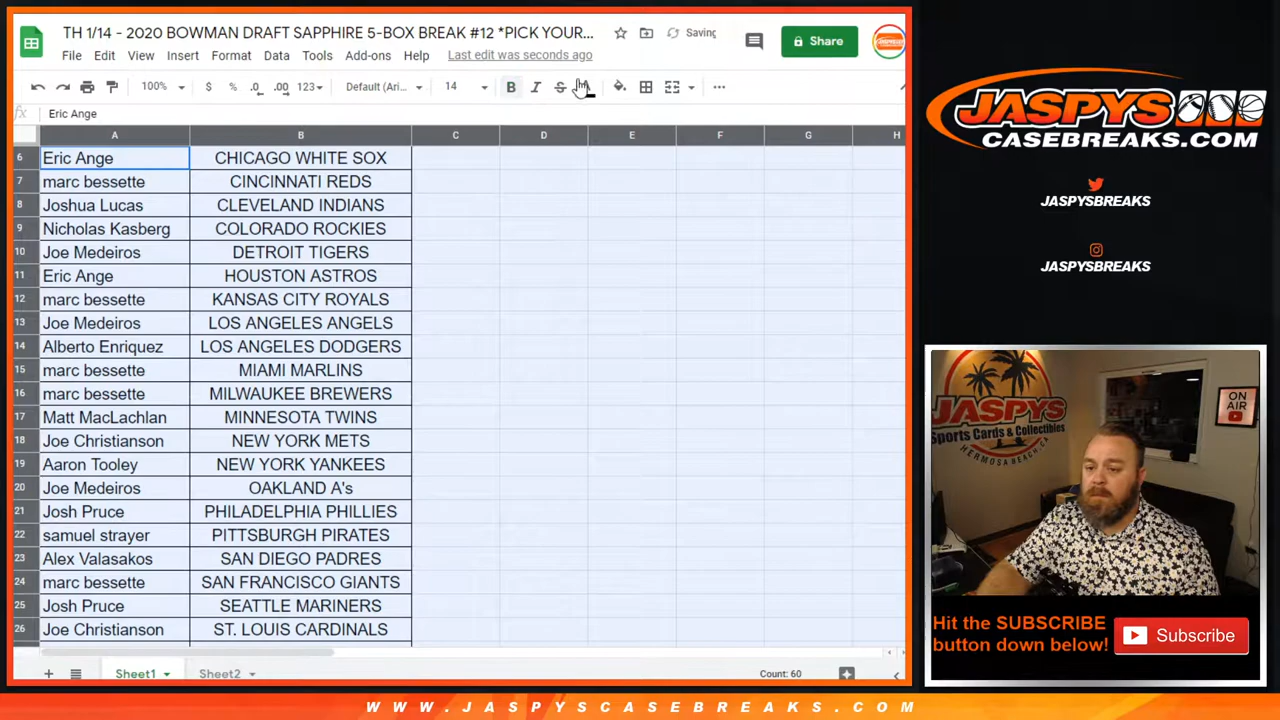 TH 1/14 - 2020 BOWMAN DRAFT SAPPHIRE 5-BOX BREAK #12 *PICK YOUR...
Saving
Share
File Edit View Insert Format Data Tools Add-ons Help Last edit was seconds ago
100% $ % .0 .00 123 Default (Ari... 14 B I S A
fx Eric Ange
A B C D E F G H
6 Eric Ange CHICAGO WHITE SOX
7 marc bessette CINCINNATI REDS
8 Joshua Lucas CLEVELAND INDIANS
9 Nicholas Kasberg COLORADO ROCKIES
10 Joe Medeiros DETROIT TIGERS
11 Eric Ange HOUSTON ASTROS
12 marc bessette KANSAS CITY ROYALS
13 Joe Medeiros LOS ANGELES ANGELS
14 Alberto Enriquez LOS ANGELES DODGERS
15 marc bessette MIAMI MARLINS
16 marc bessette MILWAUKEE BREWERS
17 Matt MacLachlan MINNESOTA TWINS
18 Joe Christianson NEW YORK METS
19 Aaron Tooley NEW YORK YANKEES
20 Joe Medeiros OAKLAND A's
21 Josh Pruce PHILADELPHIA PHILLIES
22 samuel strayer PITTSBURGH PIRATES
23 Alex Valasakos SAN DIEGO PADRES
24 marc bessette SAN FRANCISCO GIANTS
25 Josh Pruce SEATTLE MARINERS
26 Joe Christianson ST. LOUIS CARDINALS
Sheet1 Sheet2 Count: 60
JASPYS
CASEBREAKS.COM
JASPYSBREAKS
JASPYSBREAKS
JASPYS
Sports Cards & Collectibles
HERMOSA BEACH, CA
ON
AIR
Hit the SUBSCRIBE
button down below!
Subscribe
WWW.JASPYSCASEBREAKS.COM